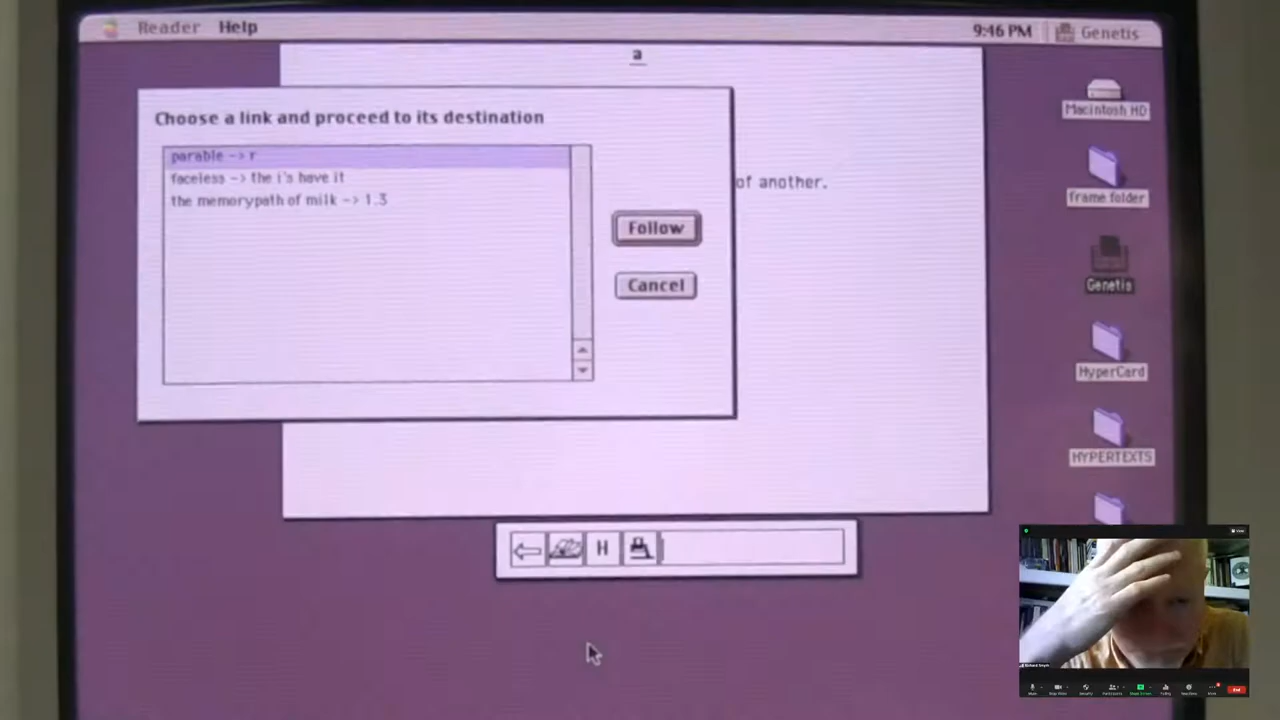 Reader Help 9:46 PM Genetis
a
Choose a link and proceed to its destination
parable -> r
faceless -> the i's have it
the memorypath of milk -> 1.3
of another.
Follow
Cancel
Macintosh HD
frame folder
Genetis
HyperCard
HYPERTEXTS
H